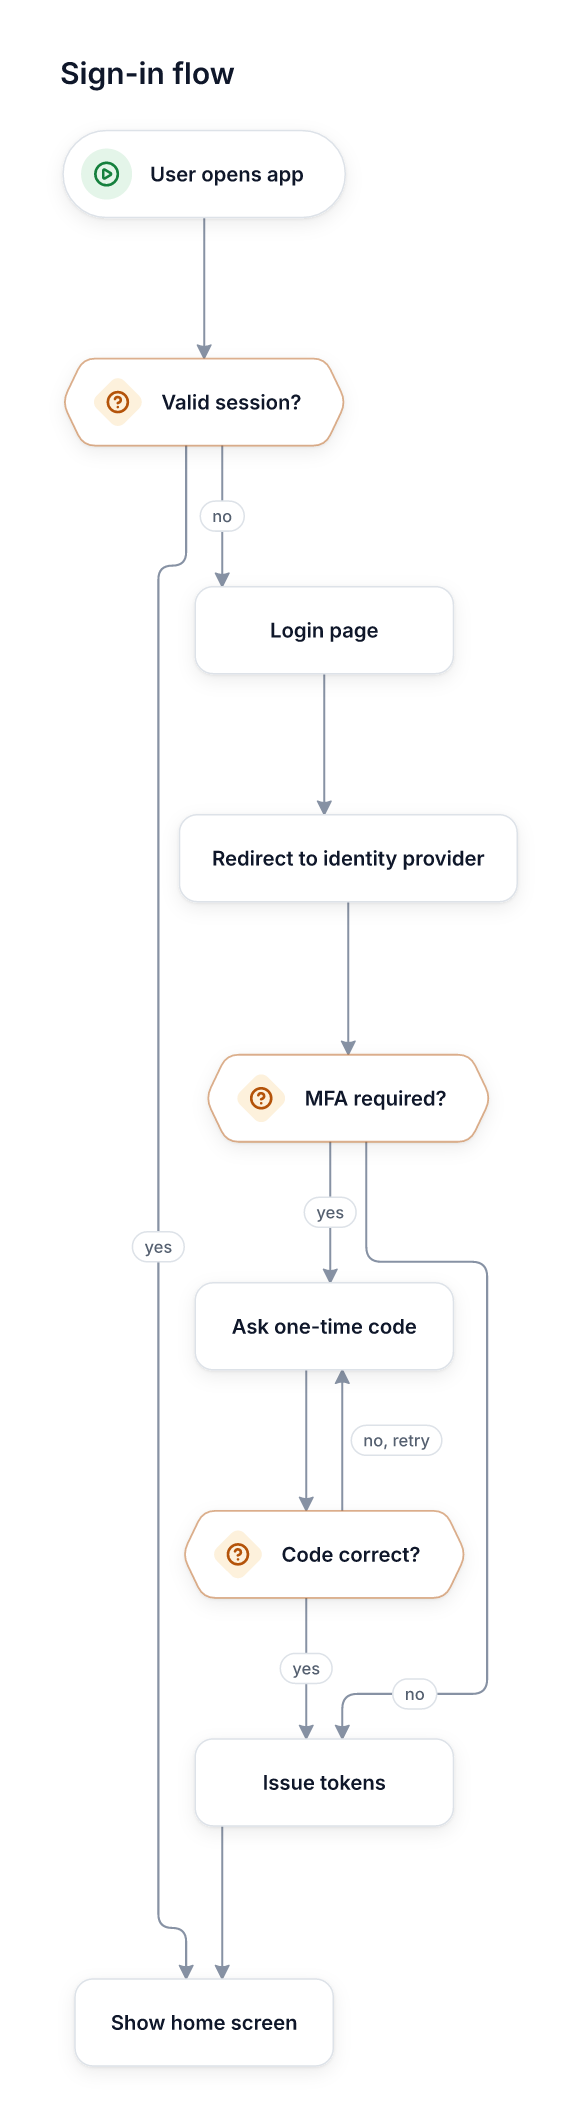 Sign-in flow
User opens app
Valid session?
no
Login page
Redirect to identity provider
MFA required?
yes
yes
Ask one-time code
no, retry
Code correct?
yes
no
Issue tokens
Show home screen